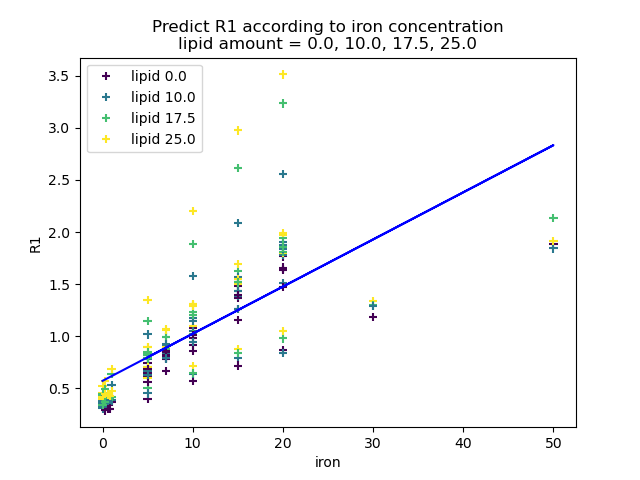 Predict R1 according to iron concentration
lipid amount = 0.0, 10.0, 17.5, 25.0
lipid 0.0
lipid 10.0
lipid 17.5
lipid 25.0
3.5
3.0
2.5
2.0
1.5
1.0
0.5
R1
0 10 20 30 40 50
iron